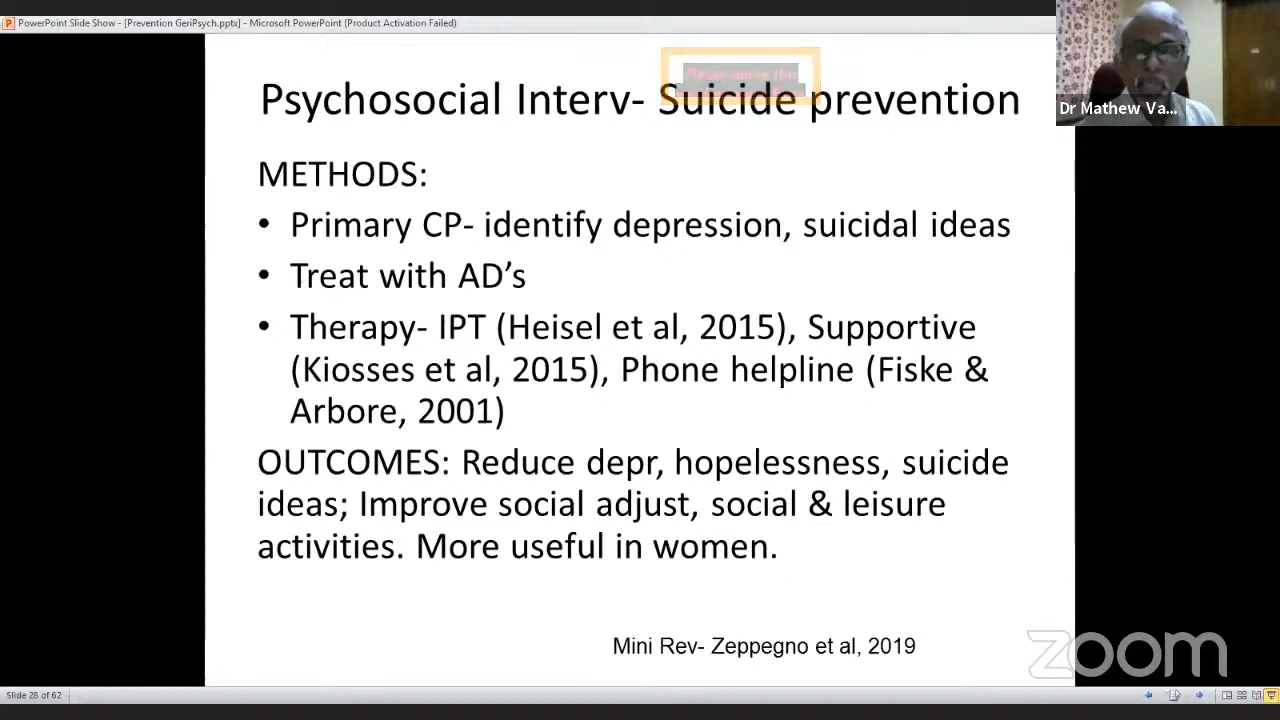 PowerPoint Slide Show - [Prevention GeriPsych.pptx] - Microsoft PowerPoint (Product Activation Failed)
Psychosocial Interv- Suicide prevention
Dr Mathew Va...
METHODS:
• Primary CP- identify depression, suicidal ideas
• Treat with AD’s
• Therapy- IPT (Heisel et al, 2015), Supportive
(Kiosses et al, 2015), Phone helpline (Fiske &
Arbore, 2001)
OUTCOMES: Reduce depr, hopelessness, suicide
ideas; Improve social adjust, social & leisure
activities. More useful in women.
Mini Rev- Zeppegno et al, 2019
zoom
Slide 28 of 62